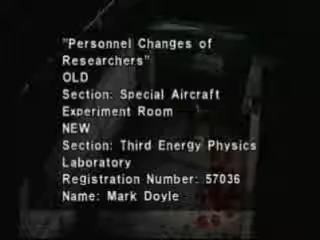 "Personnel Changes of
Researchers"
OLD
Section: Special Aircraft
Experiment Room
NEW
Section: Third Energy Physics
Laboratory
Registration Number: 57036
Name: Mark Doyle